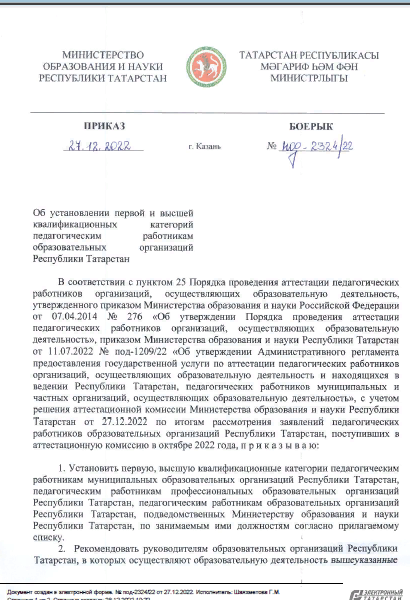 МИНИСТЕРСТВО
ОБРАЗОВАНИЯ И НАУКИ
РЕСПУБЛИКИ ТАТАРСТАН
ТАТАРСТАН РЕСПУБЛИКАСЫ
МӘГАРИФ ҺӘМ ФӘН
МИНИСТРЛЫГЫ
ПРИКАЗ
БОЕРЫК
27.12.2022
г. Казань
№ под-2324/22
Об установлении первой и высшей
квалификационных категорий
педагогическим работникам
образовательных организаций
Республики Татарстан
В соответствии с пунктом 25 Порядка проведения аттестации педагогических
работников организаций, осуществляющих образовательную деятельность,
утвержденного приказом Министерства образования и науки Российской Федерации
от 07.04.2014 № 276 «Об утверждении Порядка проведения аттестации
педагогических работников организаций, осуществляющих образовательную
деятельность», приказом Министерства образования и науки Республики Татарстан
от 11.07.2022 № под-1209/22 «Об утверждении Административного регламента
предоставления государственной услуги по аттестации педагогических работников
организаций, осуществляющих образовательную деятельность и находящихся в
ведении Республики Татарстан, педагогических работников муниципальных и
частных организаций, осуществляющих образовательную деятельность», с учетом
решения аттестационной комиссии Министерства образования и науки Республики
Татарстан от 27.12.2022 по итогам рассмотрения заявлений педагогических
работников образовательных организаций Республики Татарстан, поступивших в
аттестационную комиссию в октябре 2022 года, п р и к а з ы в а ю:
1. Установить первую, высшую квалификационные категории педагогическим
работникам муниципальных образовательных организаций Республики Татарстан,
педагогическим работникам профессиональных образовательных организаций
Республики Татарстан, педагогическим работникам образовательных организаций
Республики Татарстан, подведомственных Министерству образования и науки
Республики Татарстан, по занимаемым ими должностям согласно прилагаемому
списку.
2. Рекомендовать руководителям образовательных организаций Республики
Татарстан, в которых осуществляют образовательную деятельность вышеуказанные
Документ создан в электронной форме. № под-2324/22 от 27.12.2022. Исполнитель: Шаязметова Г.М.
ЭЛЕКТРОННЫЙ
ТАТАРСТАН